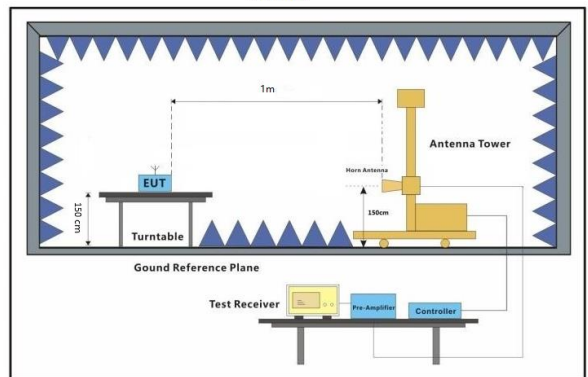 1m
Antenna Tower
Horn Antenna
EUT
150cm
150 cm
Turntable
Gound Reference Plane
Test Receiver
Pre-Amplifier
Controller